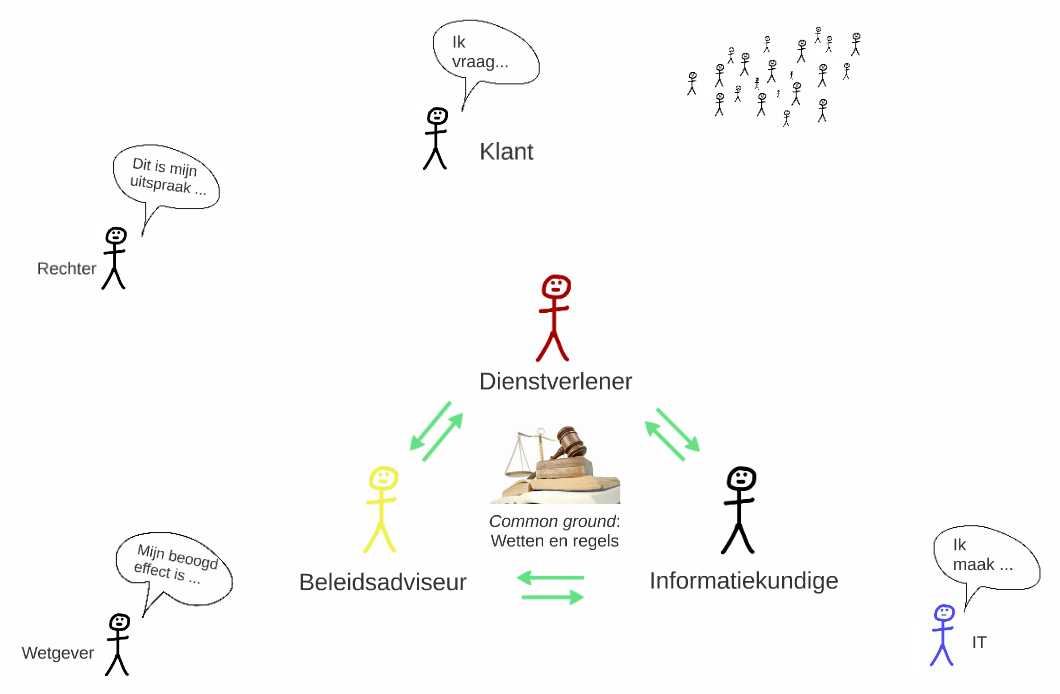 Ik
vraag...
Klant
Dit is mijn
uitspraak ...
Rechter
Dienstverlener
Common ground:
Wetten en regels
Beleidsadviseur
Informatiekundige
Mijn beoogd
effect is ...
Wetgever
Ik
maak ...
IT